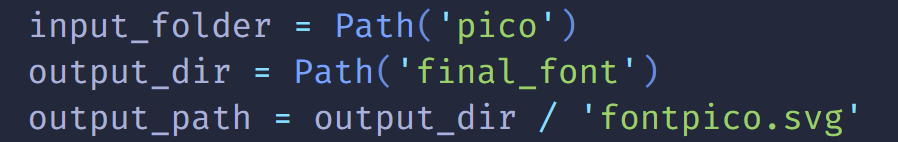 input_folder = Path('pico')
output_dir = Path('final_font')
output_path = output_dir / 'fontpico.svg'